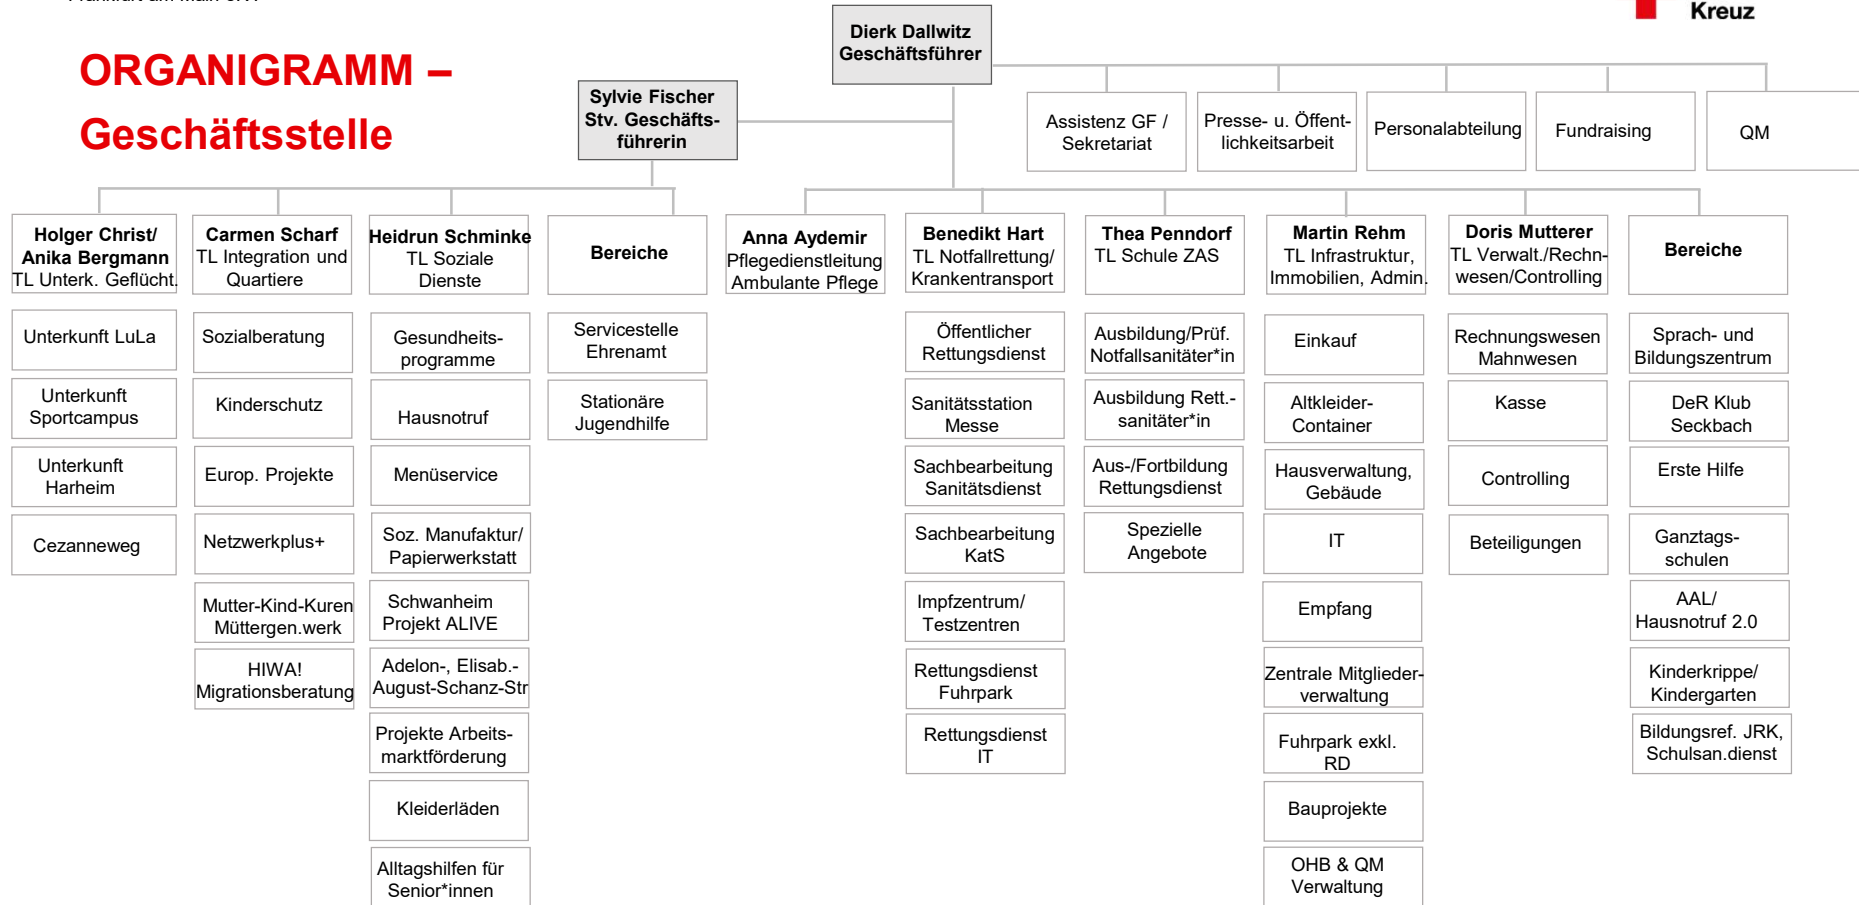 Kreuz
ORGANIGRAMM –
Geschäftsstelle
Dierk Dallwitz
Geschäftsführer
Sylvie Fischer
Stv. Geschäfts-
führerin
Assistenz GF /
Sekretariat
Presse- u. Öffent-
lichkeitsarbeit
Personalabteilung
Fundraising
QM
Holger Christ/
Anika Bergmann
TL Unterk. Geflücht.
Unterkunft LuLa
Unterkunft
Sportcampus
Unterkunft
Harheim
Cezanneweg
Carmen Scharf
TL Integration und
Quartiere
Sozialberatung
Kinderschutz
Europ. Projekte
Netzwerkplus+
Mutter-Kind-Kuren
Müttergen.werk
HIWA!
Migrationsberatung
Heidrun Schminke
TL Soziale
Dienste
Gesundheits-
programme
Hausnotruf
Menüservice
Soz. Manufaktur/
Papierwerkstatt
Schwanheim
Projekt ALIVE
Adelon-, Elisab.-
August-Schanz-Str
Projekte Arbeits-
marktförderung
Kleiderläden
Alltagshilfen für
Senior*innen
Bereiche
Servicestelle
Ehrenamt
Stationäre
Jugendhilfe
Anna Aydemir
Pflegedienstleitung
Ambulante Pflege
Benedikt Hart
TL Notfallrettung/
Krankentransport
Öffentlicher
Rettungsdienst
Sanitätsstation
Messe
Sachbearbeitung
Sanitätsdienst
Sachbearbeitung
KatS
Impfzentrum/
Testzentren
Rettungsdienst
Fuhrpark
Rettungsdienst
IT
Thea Penndorf
TL Schule ZAS
Ausbildung/Prüf.
Notfallsanitäter*in
Ausbildung Rett.-
sanitäter*in
Aus-/Fortbildung
Rettungsdienst
Spezielle
Angebote
Martin Rehm
TL Infrastruktur,
Immobilien, Admin.
Einkauf
Altkleider-
Container
Hausverwaltung,
Gebäude
IT
Empfang
Zentrale Mitglieder-
verwaltung
Fuhrpark exkl.
RD
Bauprojekte
OHB & QM
Verwaltung
Doris Mutterer
TL Verwalt./Rechn-
wesen/Controlling
Rechnungswesen
Mahnwesen
Kasse
Controlling
Beteiligungen
Bereiche
Sprach- und
Bildungszentrum
DeR Klub
Seckbach
Erste Hilfe
Ganztags-
schulen
AAL/
Hausnotruf 2.0
Kinderkrippe/
Kindergarten
Bildungsref. JRK,
Schulsan.dienst